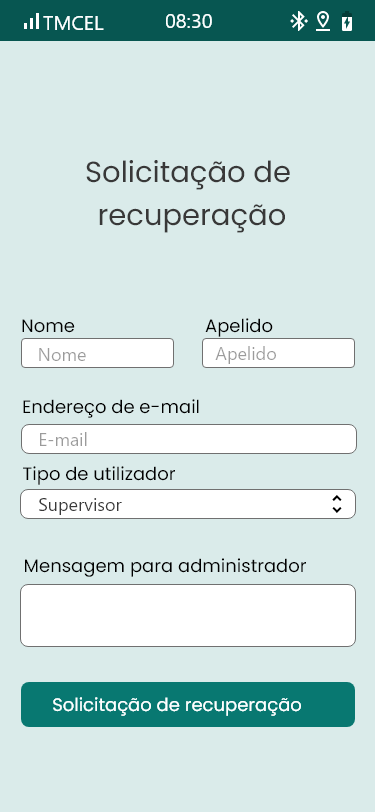 TMCEL 08:30
Solicitação de
recuperação
Nome Apelido
Nome Apelido
Endereço de e-mail
E-mail
Tipo de utilizador
Supervisor
Mensagem para administrador
Solicitação de recuperação